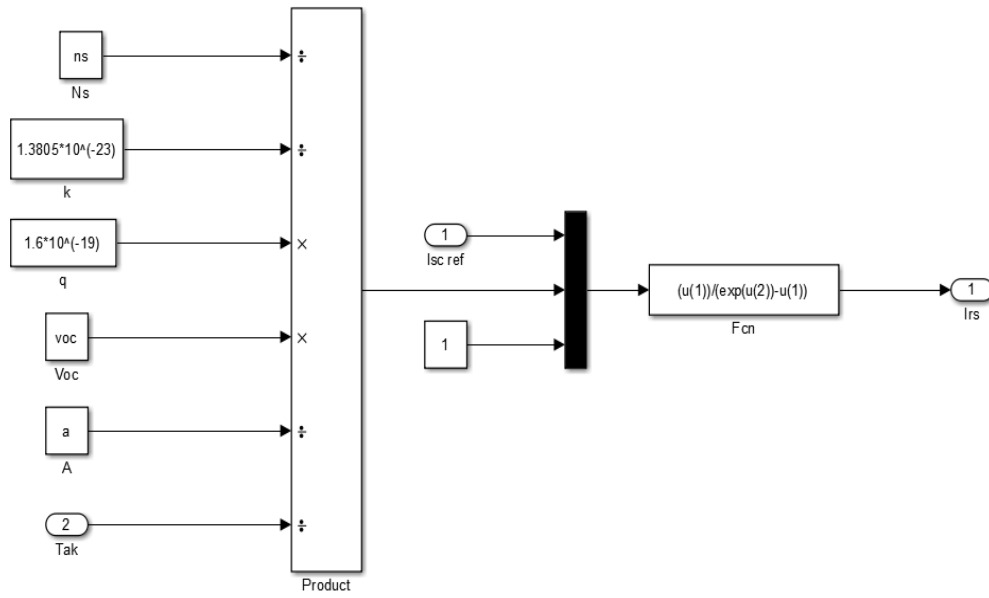 ns
÷
Ns
1.3805*10^(-23)
÷
k
1.6*10^(-19)
×
q
voc
×
Voc
a
÷
A
2
÷
Tak
Product
1
Isc ref
1
(u(1))/(exp(u(2))-u(1))
Fcn
1
Irs